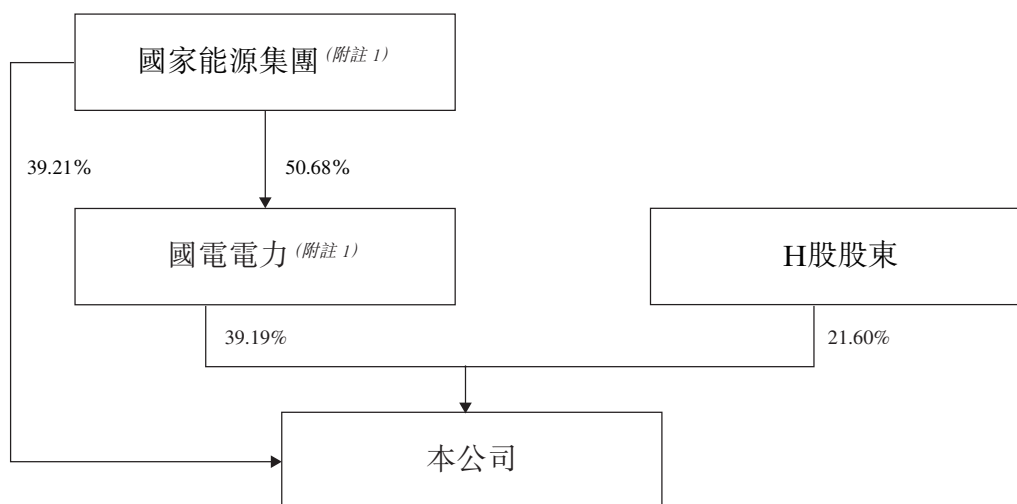 國家能源集團 (附註 1)
39.21%
50.68%
國電電力 (附註 1)
H股股東
39.19%
21.60%
本公司